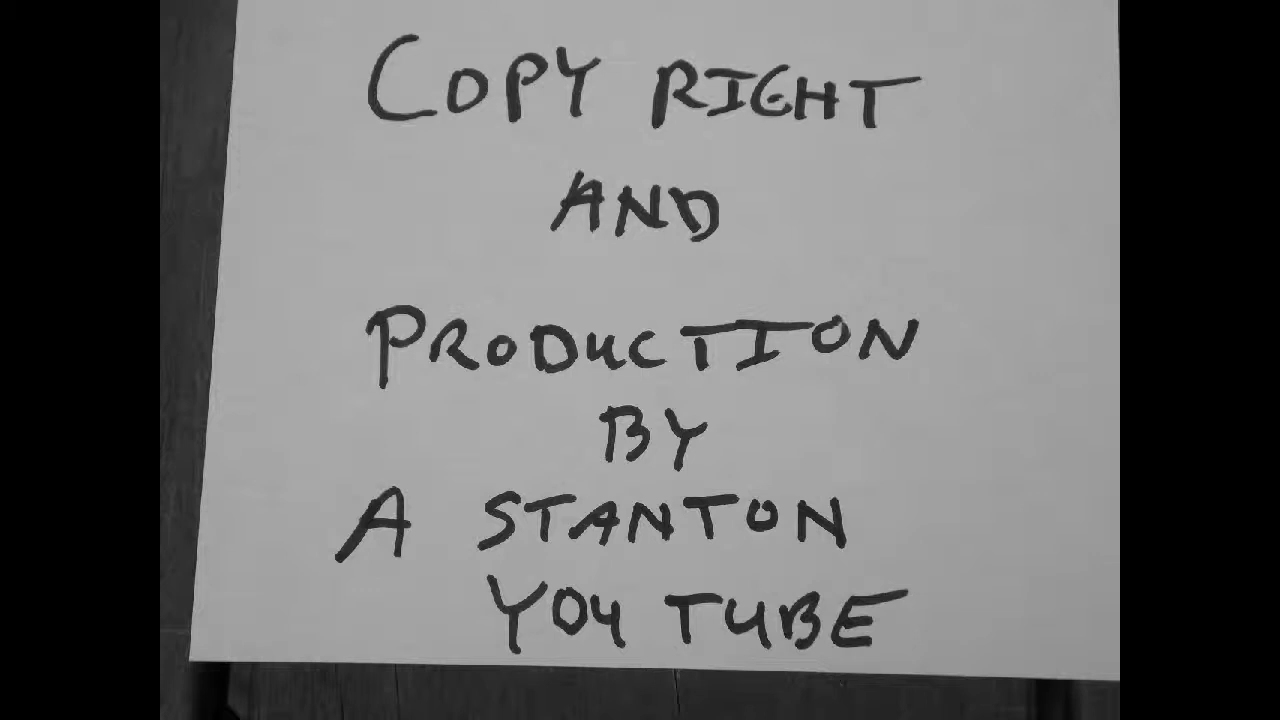 COPY RIGHT
AND
PRODUCTION
BY
A STANTON
YOU TUBE